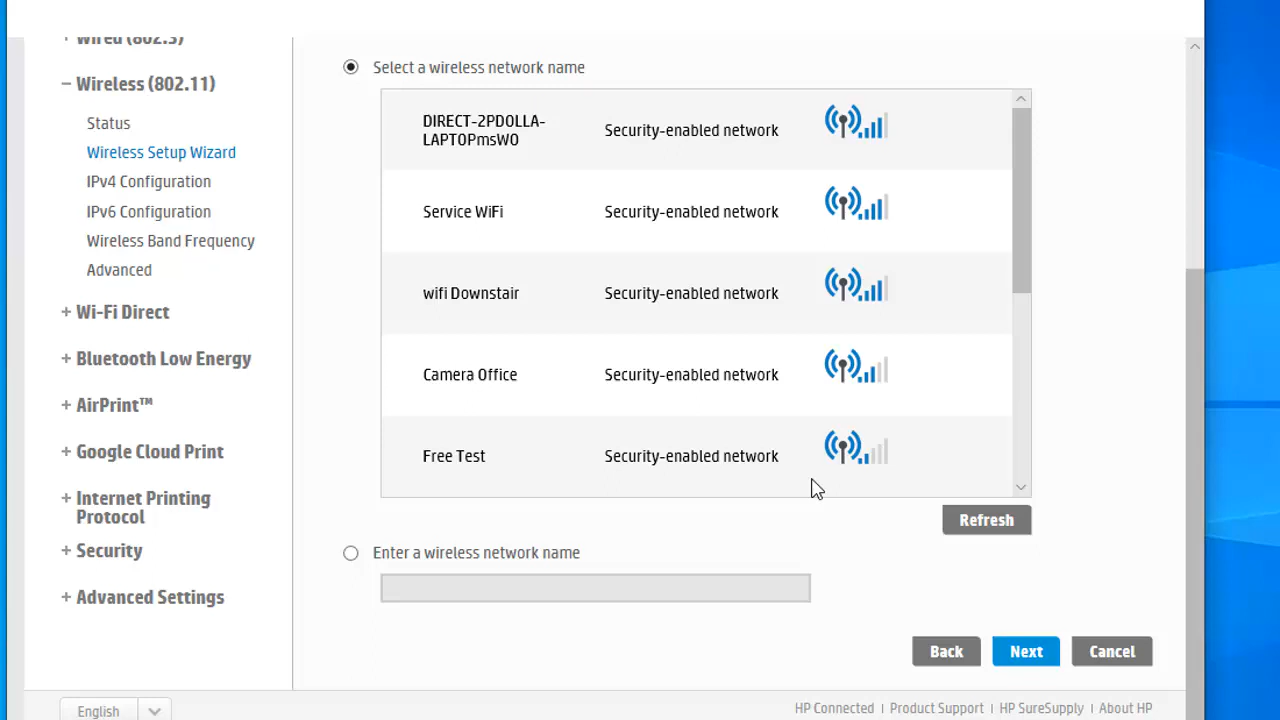 + Wired (802.3)
− Wireless (802.11)
Status
Wireless Setup Wizard
IPv4 Configuration
IPv6 Configuration
Wireless Band Frequency
Advanced
+ Wi-Fi Direct
+ Bluetooth Low Energy
+ AirPrint™
+ Google Cloud Print
+ Internet Printing
Protocol
+ Security
+ Advanced Settings
Select a wireless network name
DIRECT-2PDOLLA-
LAPTOPmsWO Security-enabled network
Service WiFi Security-enabled network
wifi Downstair Security-enabled network
Camera Office Security-enabled network
Free Test Security-enabled network
Refresh
Enter a wireless network name
Back Next Cancel
English
HP Connected | Product Support | HP SureSupply | About HP